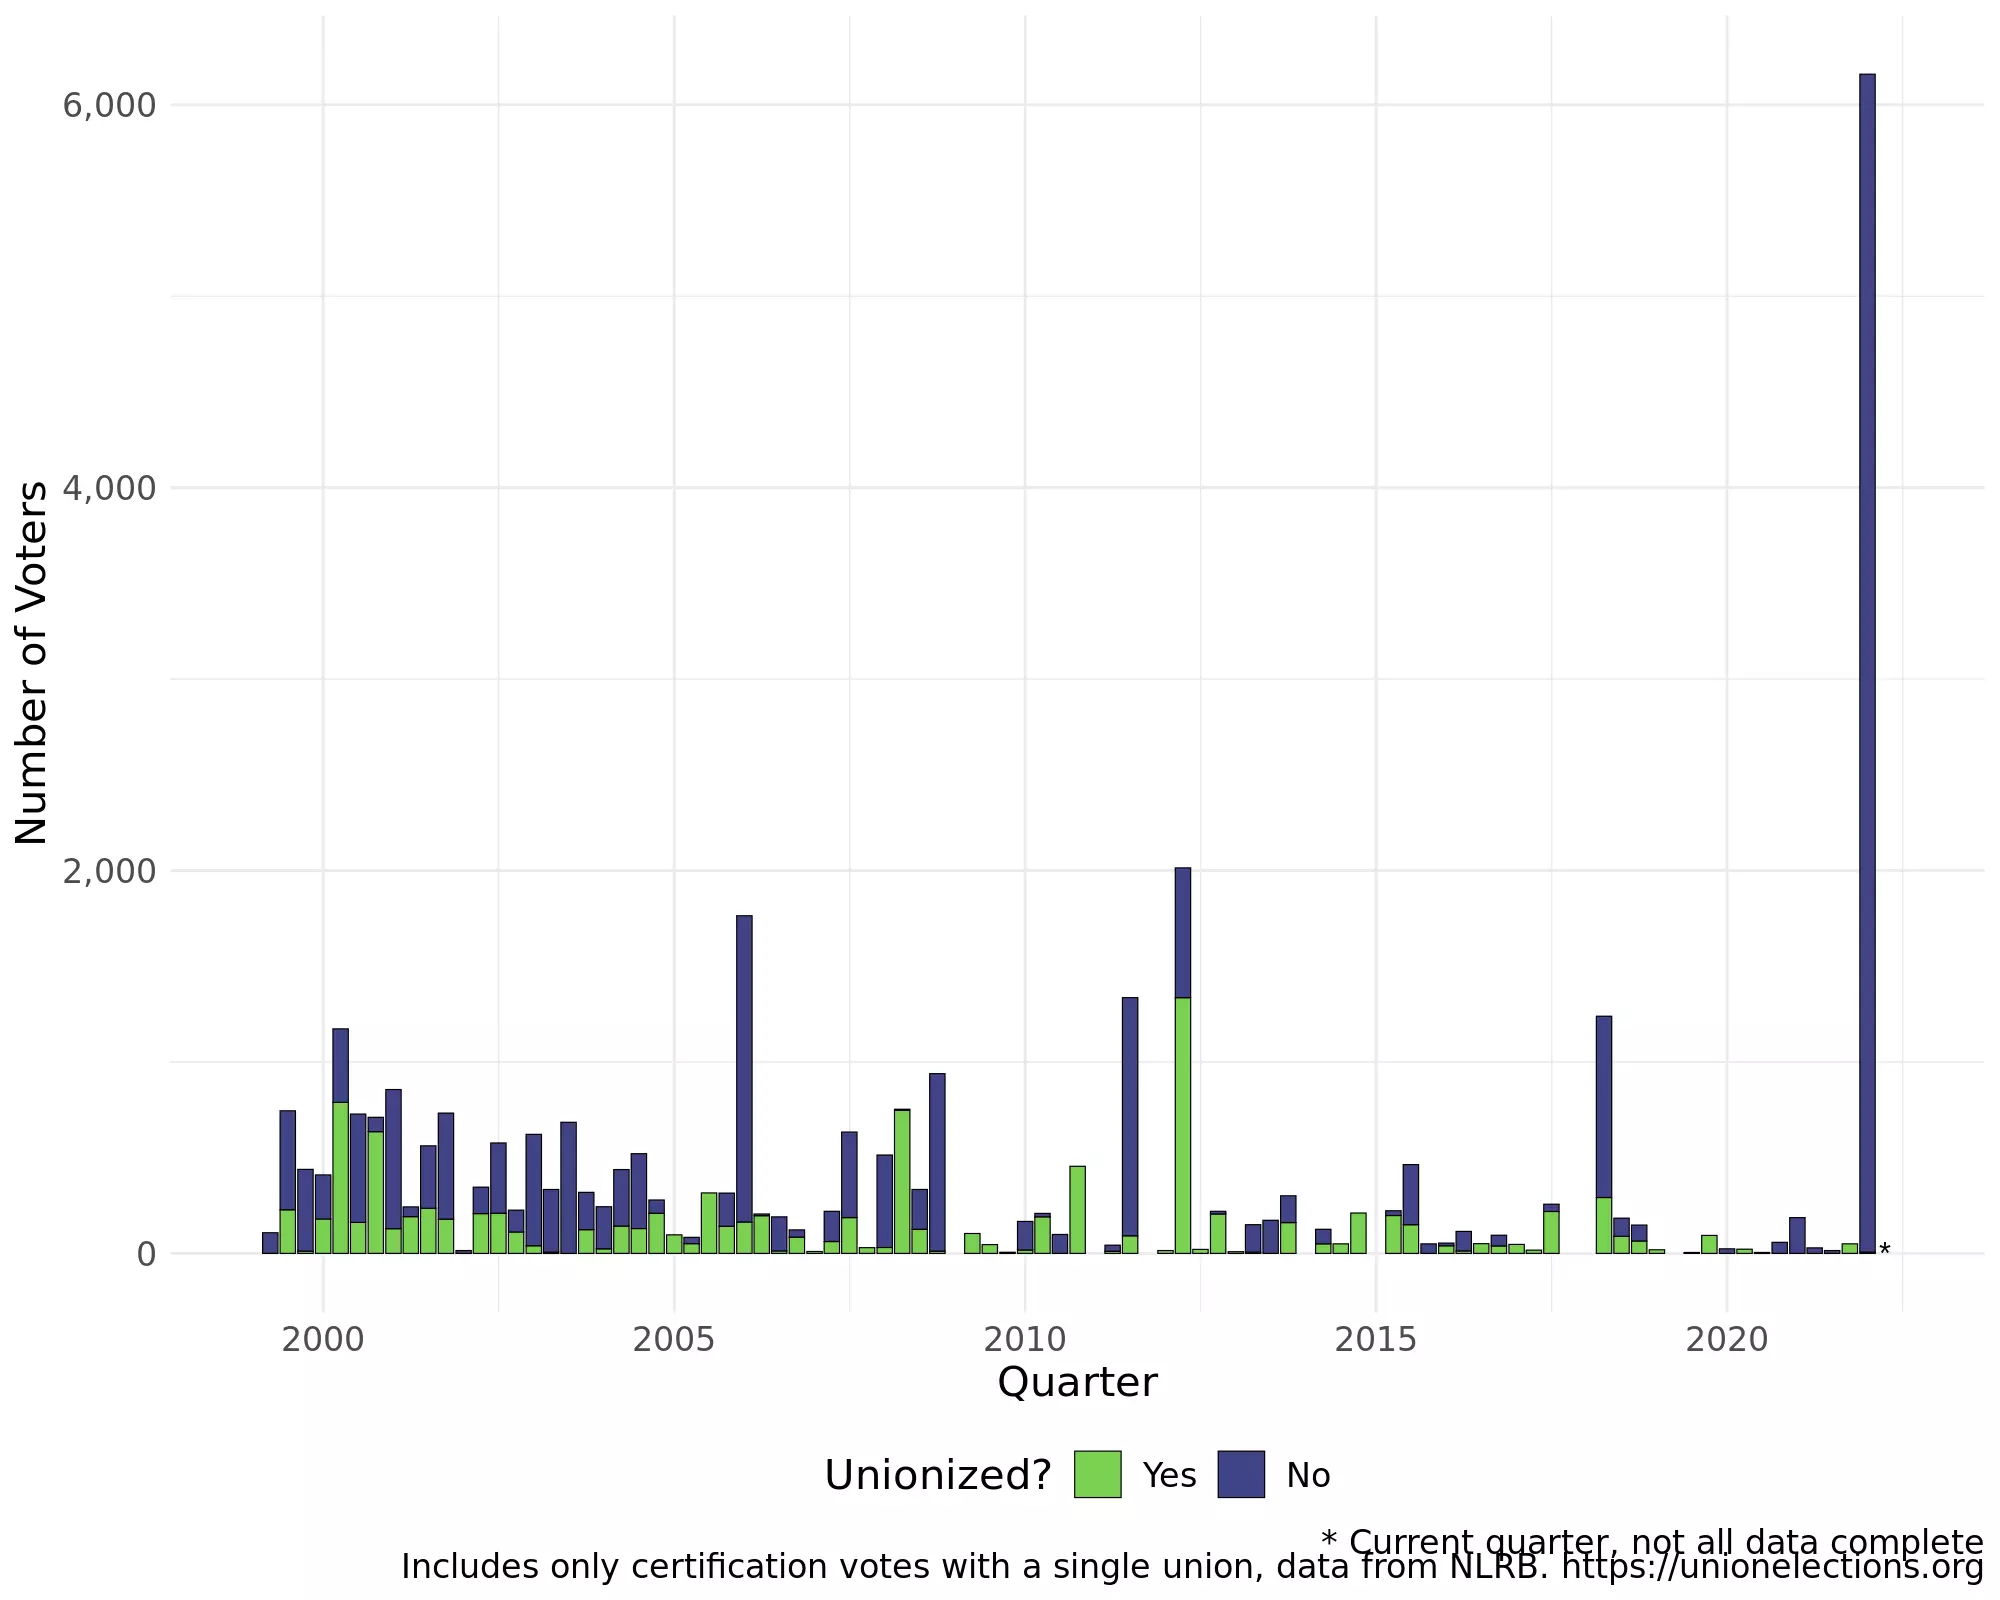 6,000
4,000
2,000
0
Number of Voters
*
2000 2005 2010 2015 2020
Quarter
Unionized? Yes No
* Current quarter, not all data complete
Includes only certification votes with a single union, data from NLRB. https://unionelections.org